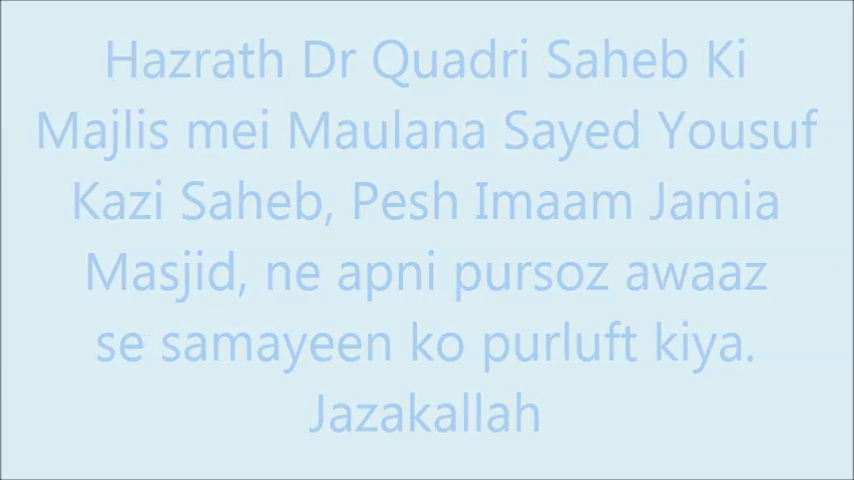 Hazrath Dr Quadri Saheb Ki
Majlis mei Maulana Sayed Yousuf
Kazi Saheb, Pesh Imaam Jamia
Masjid, ne apni pursoz awaaz
se samayeen ko purluft kiya.
Jazakallah